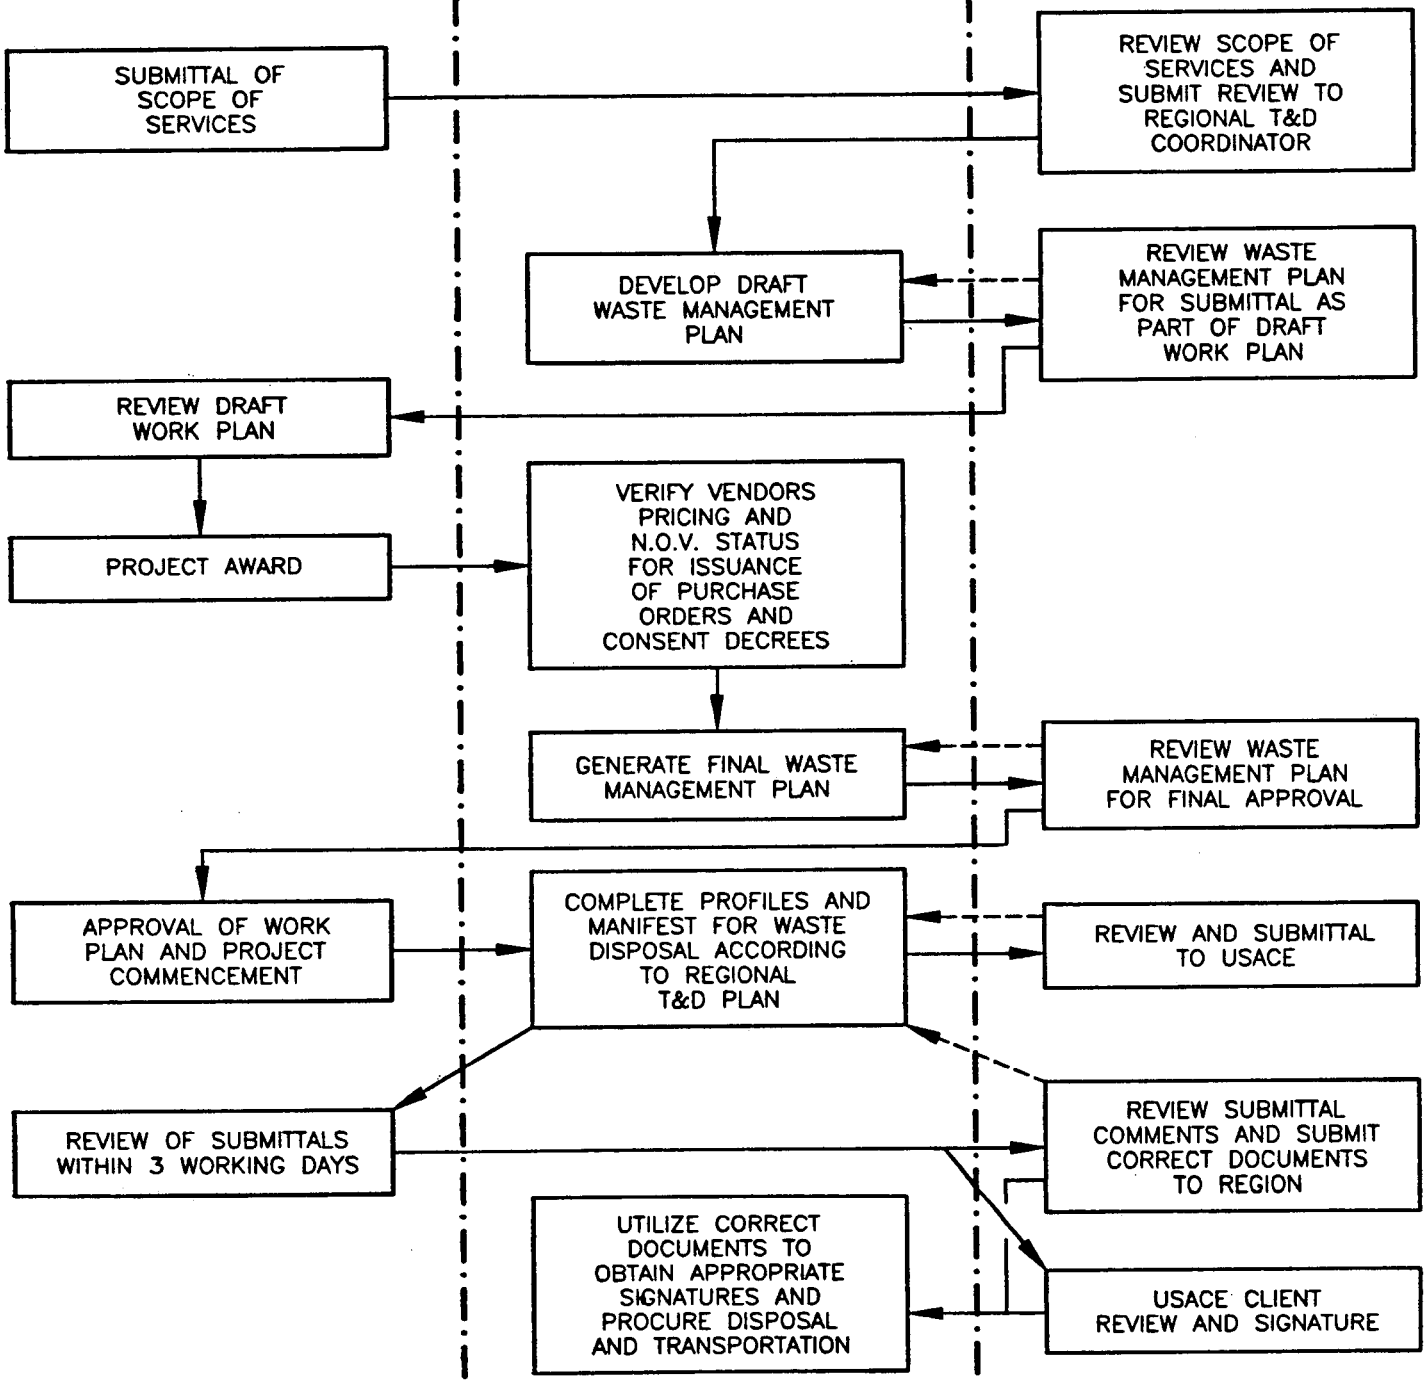 SUBMITTAL OF
SCOPE OF
SERVICES
REVIEW SCOPE OF
SERVICES AND
SUBMIT REVIEW TO
REGIONAL T&D
COORDINATOR
DEVELOP DRAFT
WASTE MANAGEMENT
PLAN
REVIEW WASTE
MANAGEMENT PLAN
FOR SUBMITTAL AS
PART OF DRAFT
WORK PLAN
REVIEW DRAFT
WORK PLAN
PROJECT AWARD
VERIFY VENDORS
PRICING AND
N.O.V. STATUS
FOR ISSUANCE
OF PURCHASE
ORDERS AND
CONSENT DECREES
GENERATE FINAL WASTE
MANAGEMENT PLAN
REVIEW WASTE
MANAGEMENT PLAN
FOR FINAL APPROVAL
APPROVAL OF WORK
PLAN AND PROJECT
COMMENCEMENT
COMPLETE PROFILES AND
MANIFEST FOR WASTE
DISPOSAL ACCORDING
TO REGIONAL
T&D PLAN
REVIEW AND SUBMITTAL
TO USACE
REVIEW OF SUBMITTALS
WITHIN 3 WORKING DAYS
REVIEW SUBMITTAL
COMMENTS AND SUBMIT
CORRECT DOCUMENTS
TO REGION
UTILIZE CORRECT
DOCUMENTS TO
OBTAIN APPROPRIATE
SIGNATURES AND
PROCURE DISPOSAL
AND TRANSPORTATION
USACE CLIENT
REVIEW AND SIGNATURE